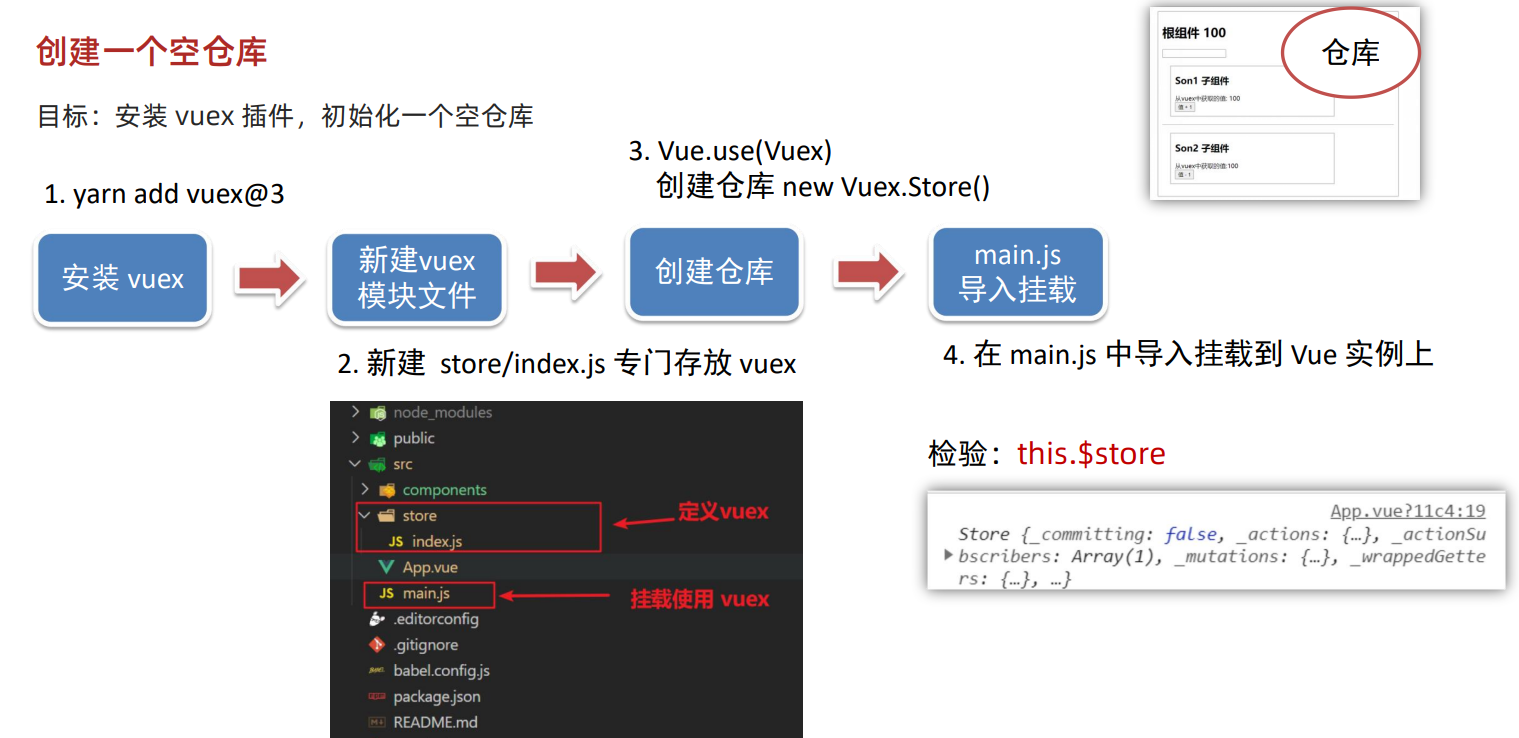 创建一个空仓库
目标：安装 vuex 插件，初始化一个空仓库
根组件 100
仓库
Son1 子组件
从vuex中获取的值: 100
值 + 1
Son2 子组件
从vuex中获取的值:100
值 - 1
1. yarn add vuex@3
安装 vuex
新建vuex
模块文件
2. 新建 store/index.js 专门存放 vuex
3. Vue.use(Vuex)
创建仓库 new Vuex.Store()
创建仓库
main.js
导入挂载
4. 在 main.js 中导入挂载到 Vue 实例上
node_modules
public
src
components
store
定义vuex
JS index.js
App.vue
JS main.js
挂载使用 vuex
.editorconfig
.gitignore
babel.config.js
package.json
README.md
检验：this.$store
App.vue?11c4:19
Store {_committing: false, _actions: {…}, _actionSu
bscribers: Array(1), _mutations: {…}, _wrappedGette
rs: {…}, …}